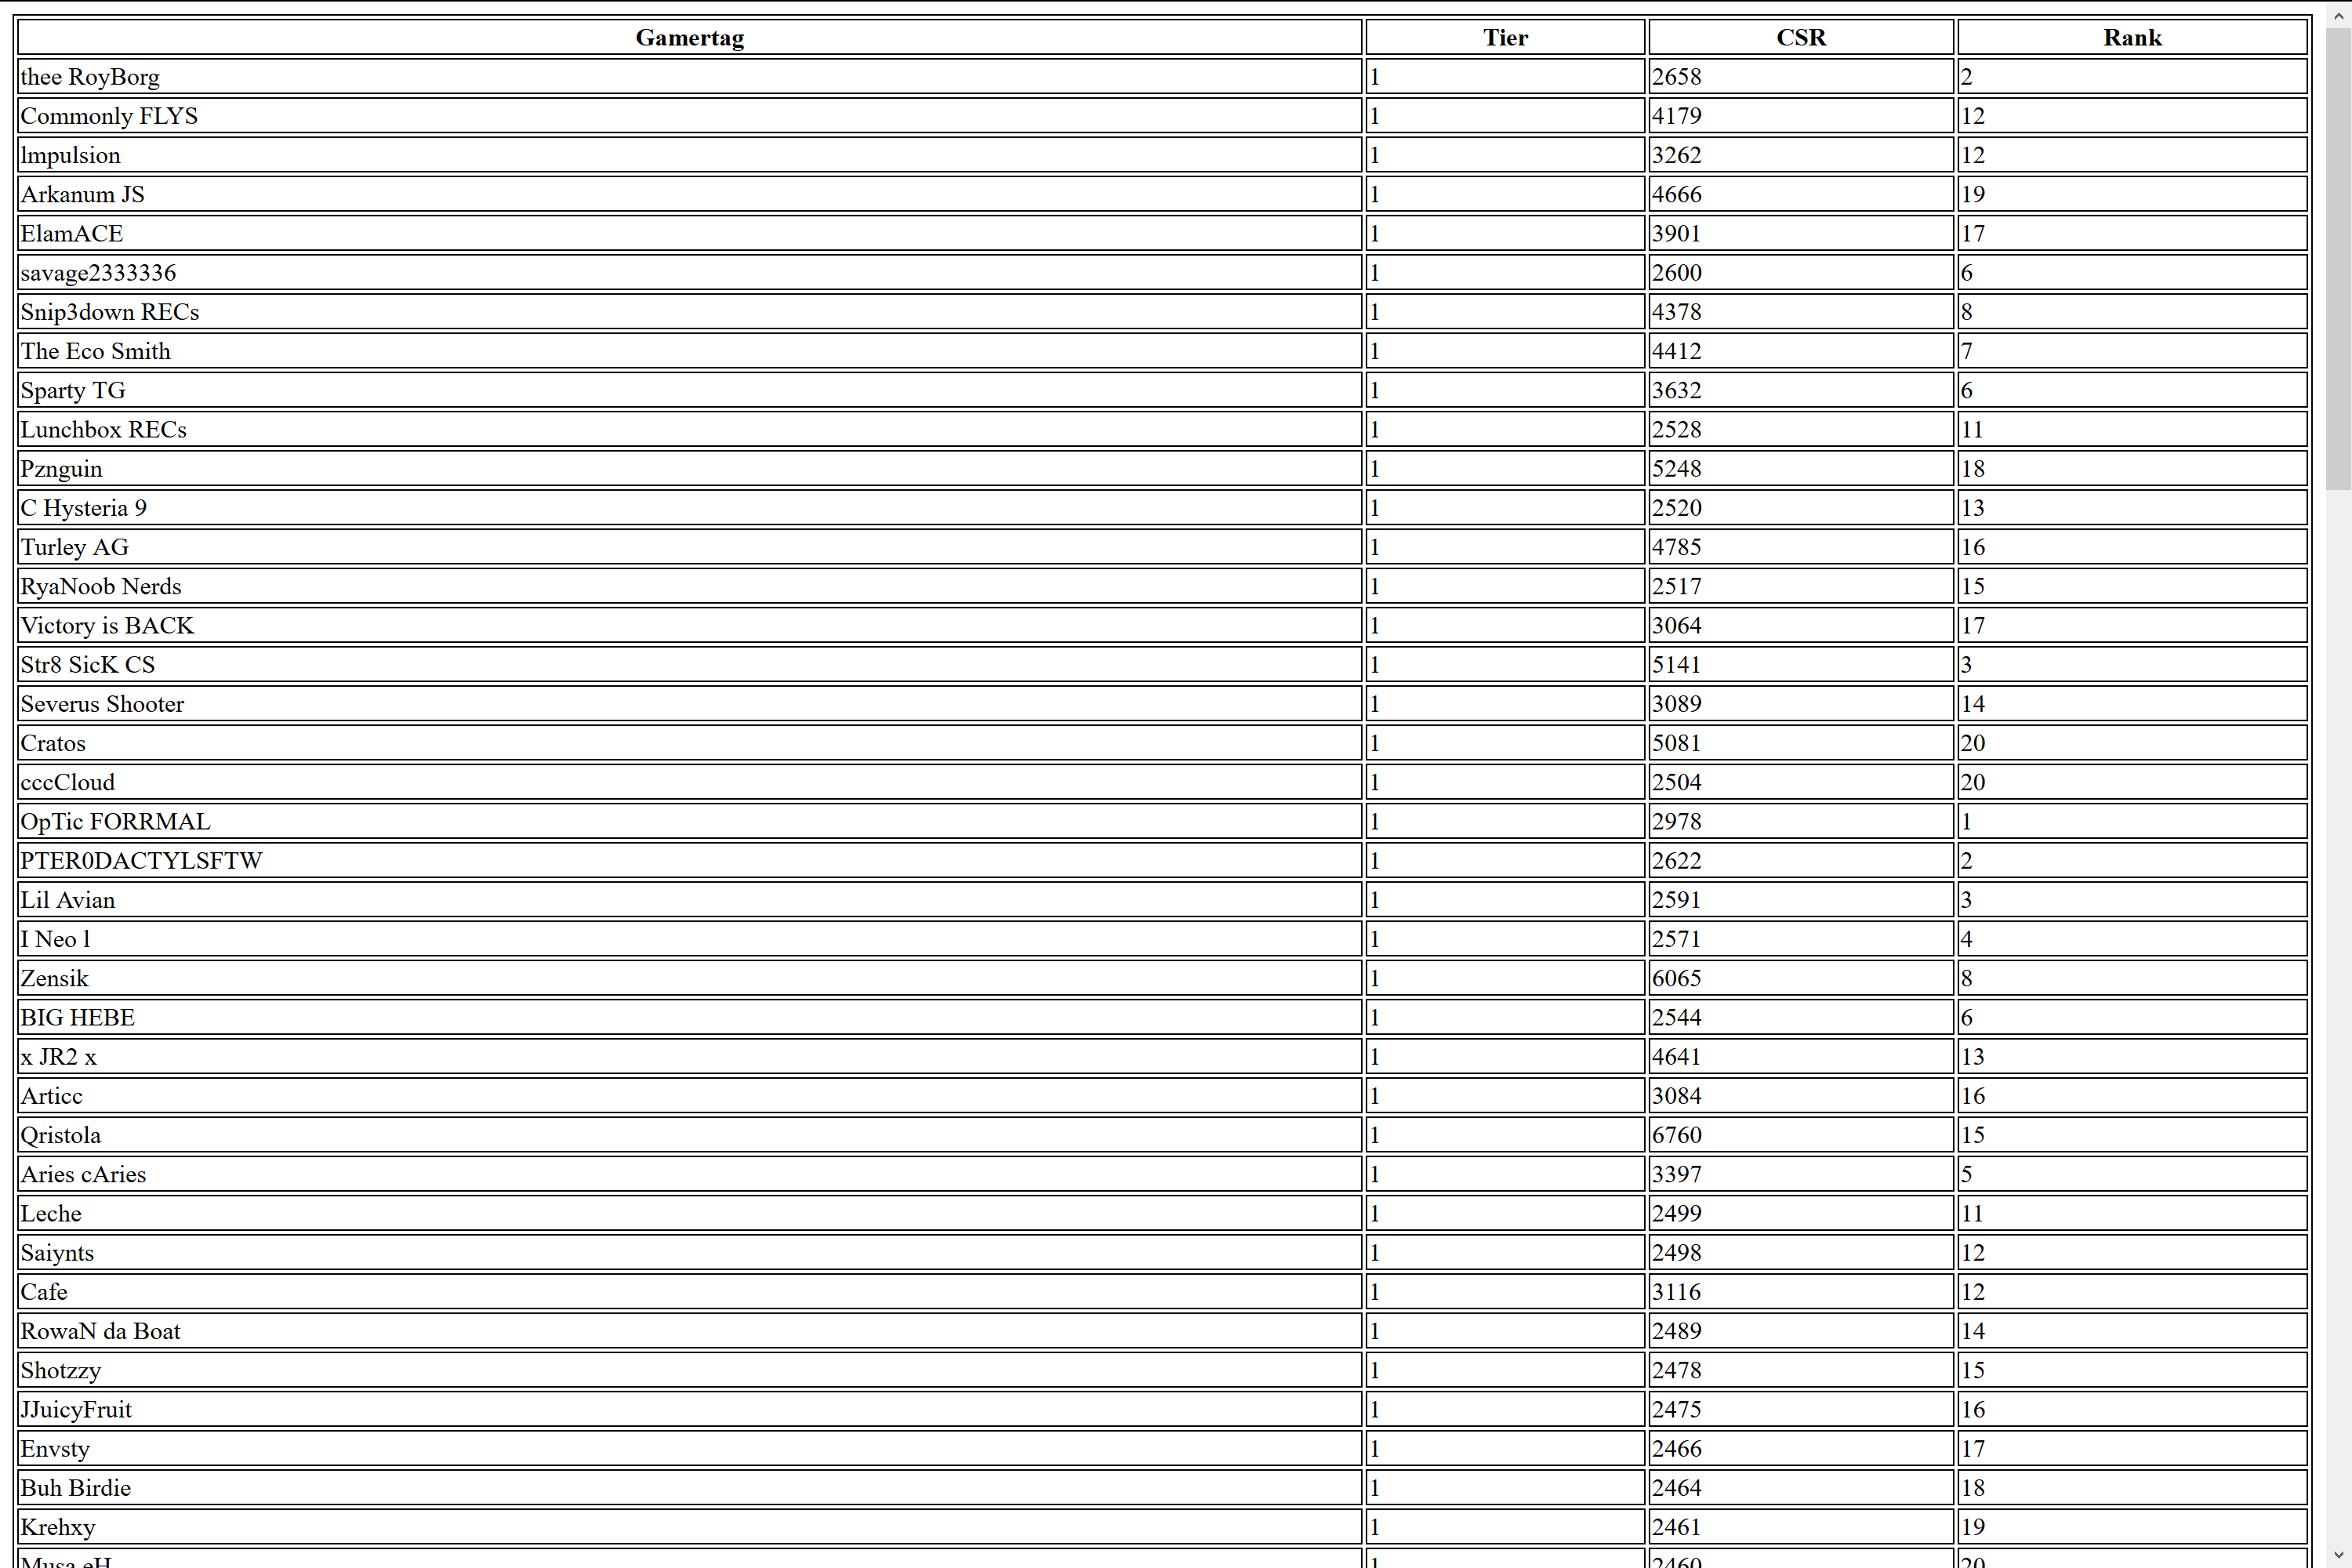 Gamertag Tier CSR Rank
thee RoyBorg 1 2658 2
Commonly FLYS 1 4179 12
lmpulsion 1 3262 12
Arkanum JS 1 4666 19
ElamACE 1 3901 17
savage2333336 1 2600 6
Snip3down RECs 1 4378 8
The Eco Smith 1 4412 7
Sparty TG 1 3632 6
Lunchbox RECs 1 2528 11
Pznguin 1 5248 18
C Hysteria 9 1 2520 13
Turley AG 1 4785 16
RyaNoob Nerds 1 2517 15
Victory is BACK 1 3064 17
Str8 SicK CS 1 5141 3
Severus Shooter 1 3089 14
Cratos 1 5081 20
cccCloud 1 2504 20
OpTic FORRMAL 1 2978 1
PTER0DACTYLSFTW 1 2622 2
Lil Avian 1 2591 3
I Neo l 1 2571 4
Zensik 1 6065 8
BIG HEBE 1 2544 6
x JR2 x 1 4641 13
Articc 1 3084 16
Qristola 1 6760 15
Aries cAries 1 3397 5
Leche 1 2499 11
Saiynts 1 2498 12
Cafe 1 3116 12
RowaN da Boat 1 2489 14
Shotzzy 1 2478 15
JJuicyFruit 1 2475 16
Envsty 1 2466 17
Buh Birdie 1 2464 18
Krehxy 1 2461 19
Musa eH 1 2460 20